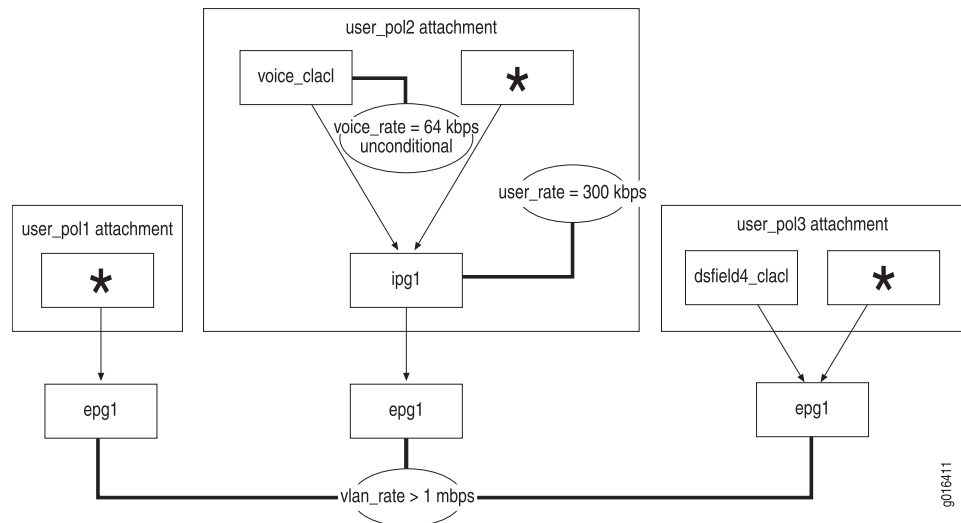 user_pol2 attachment
voice_clacl
*
voice_rate = 64 kbps
unconditional
user_rate = 300 kbps
user_pol1 attachment
*
user_pol3 attachment
dsfield4_clacl
*
ipg1
epg1
epg1
epg1
vlan_rate > 1 mbps
g016411